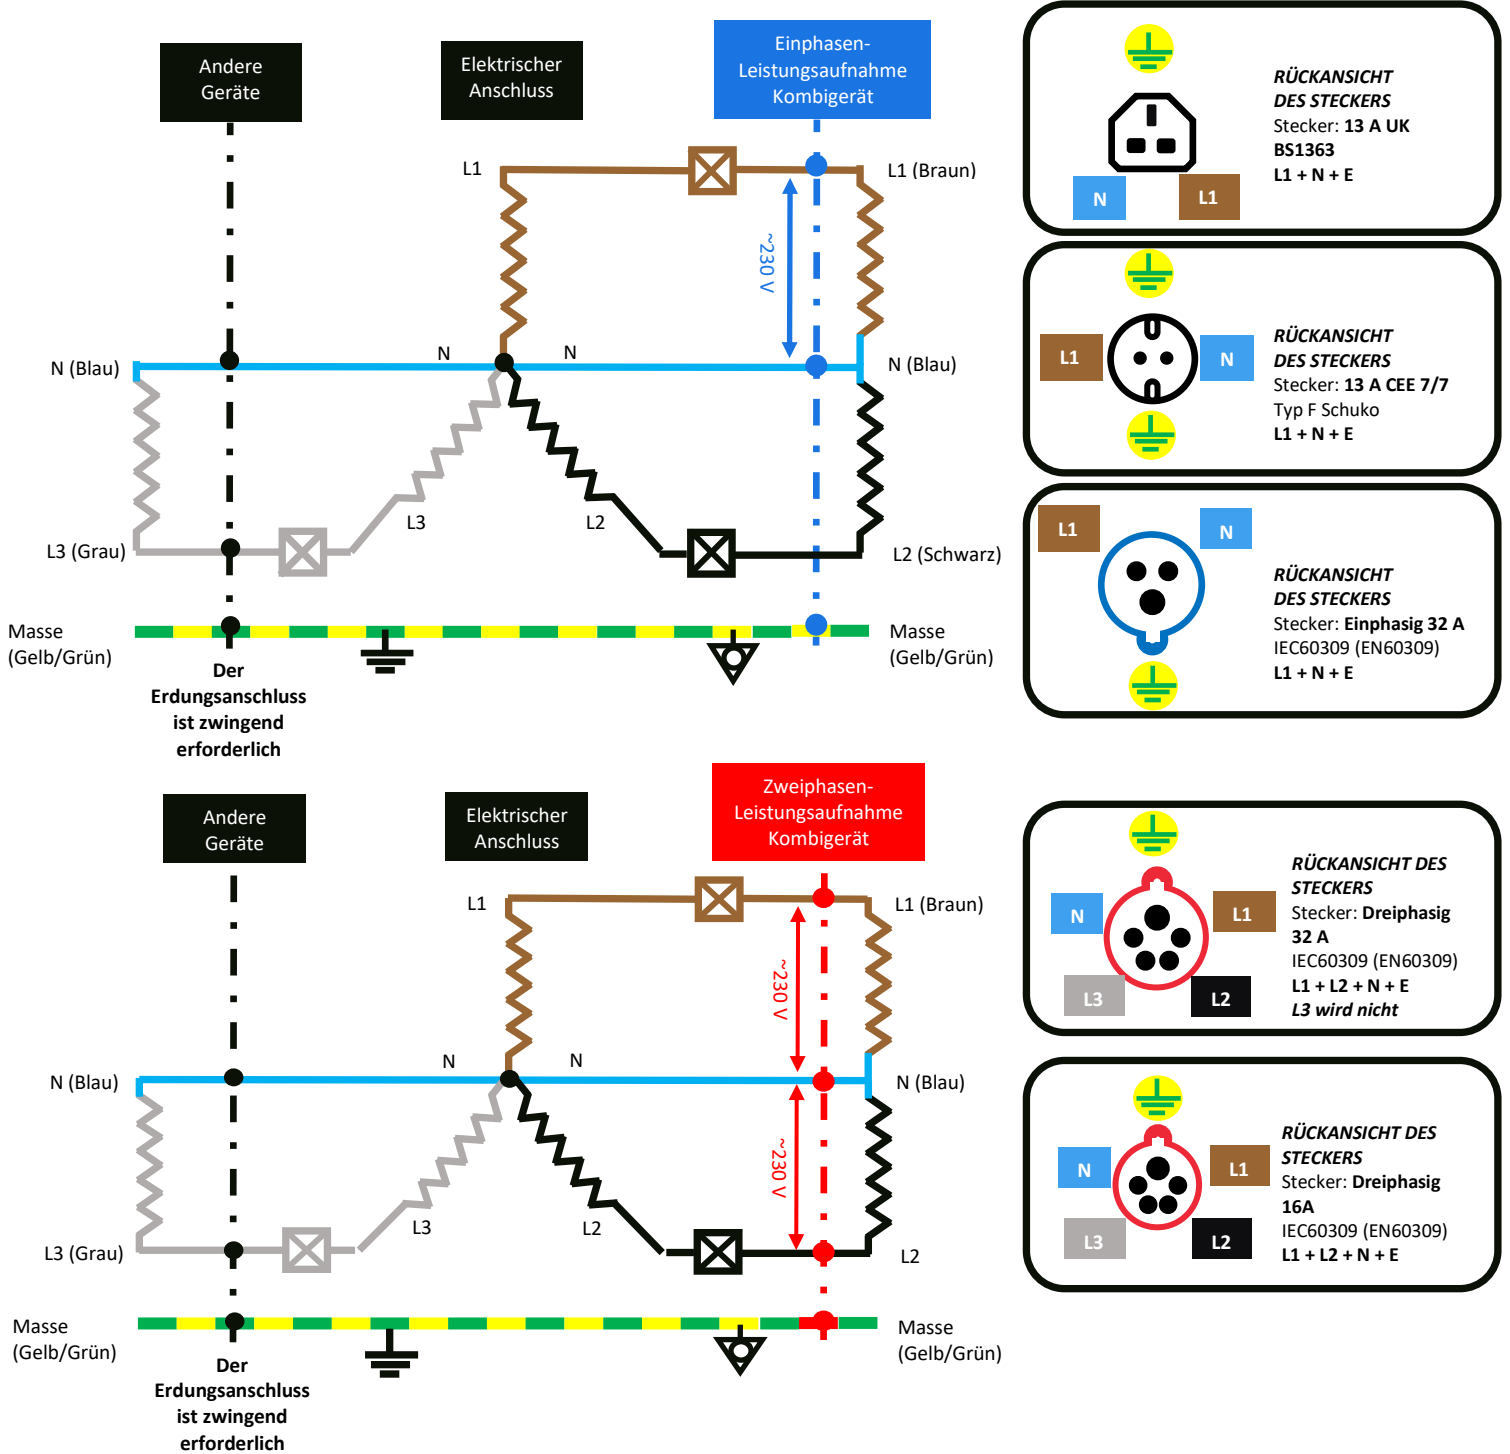 Andere
Geräte
Elektrischer
Anschluss
Einphasen-
Leistungsaufnahme
Kombigerät
L1
L1 (Braun)
~230 V
N (Blau)
N
N
N (Blau)
L3
L2
L3 (Grau)
L2 (Schwarz)
Masse
(Gelb/Grün)
Masse
(Gelb/Grün)
Der
Erdungsanschluss
ist zwingend
erforderlich
RÜCKANSICHT
DES STECKERS
Stecker: 13 A UK
BS1363
L1 + N + E
N
L1
L1
N
RÜCKANSICHT
DES STECKERS
Stecker: 13 A CEE 7/7
Typ F Schuko
L1 + N + E
L1
N
RÜCKANSICHT
DES STECKERS
Stecker: Einphasig 32 A
IEC60309 (EN60309)
L1 + N + E
Andere
Geräte
Elektrischer
Anschluss
Zweiphasen-
Leistungsaufnahme
Kombigerät
L1
L1 (Braun)
~230 V
N (Blau)
N
N
N (Blau)
~230 V
L3
L2
L3 (Grau)
L2
Masse
(Gelb/Grün)
Masse
(Gelb/Grün)
Der
Erdungsanschluss
ist zwingend
erforderlich
N
L1
L3
L2
RÜCKANSICHT DES
STECKERS
Stecker: Dreiphasig
32 A
IEC60309 (EN60309)
L1 + L2 + N + E
L3 wird nicht
N
L1
L3
L2
RÜCKANSICHT DES
STECKERS
Stecker: Dreiphasig
16A
IEC60309 (EN60309)
L1 + L2 + N + E